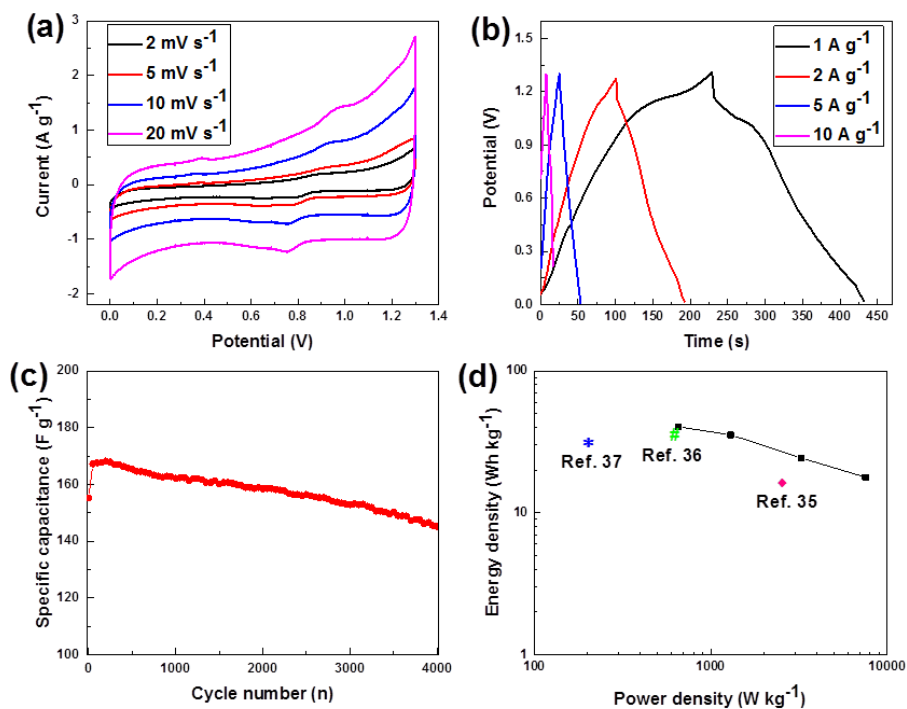 (a)
2 mV s⁻¹
5 mV s⁻¹
10 mV s⁻¹
20 mV s⁻¹
Current (A g⁻¹)
3
2
1
0
-1
-2
0.0 0.2 0.4 0.6 0.8 1.0 1.2 1.4
Potential (V)
(b)
1 A g⁻¹
2 A g⁻¹
5 A g⁻¹
10 A g⁻¹
Potential (V)
1.5
1.2
0.9
0.6
0.3
0.0
0 50 100 150 200 250 300 350 400 450
Time (s)
(c)
Specific capacitance (F g⁻¹)
200
180
160
140
120
100
0 1000 2000 3000 4000
Cycle number (n)
(d)
Energy density (Wh kg⁻¹)
100
10
1
*
#
Ref. 37
Ref. 36
Ref. 35
100 1000 10000
Power density (W kg⁻¹)